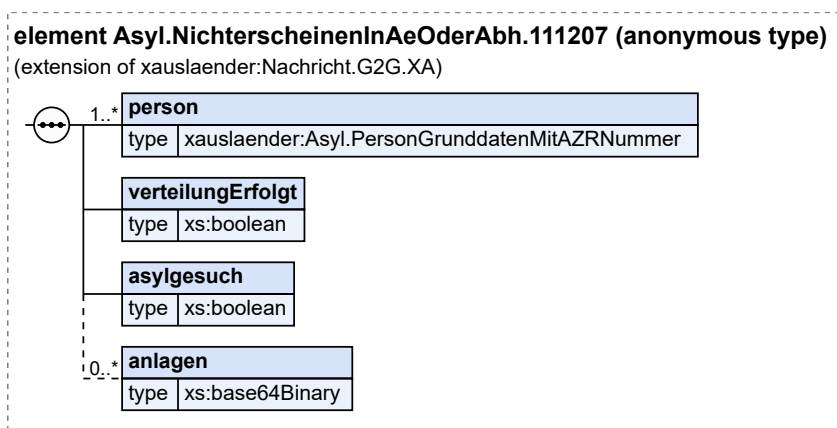 element Asyl.NichterscheinenInAeOderAbh.111207 (anonymous type)
(extension of xauslaender:Nachricht.G2G.XA)
1..* person
type xauslaender:Asyl.PersonGrunddatenMitAZRNummer
verteilungErfolgt
type xs:boolean
asylgesuch
type xs:boolean
0..* anlagen
type xs:base64Binary